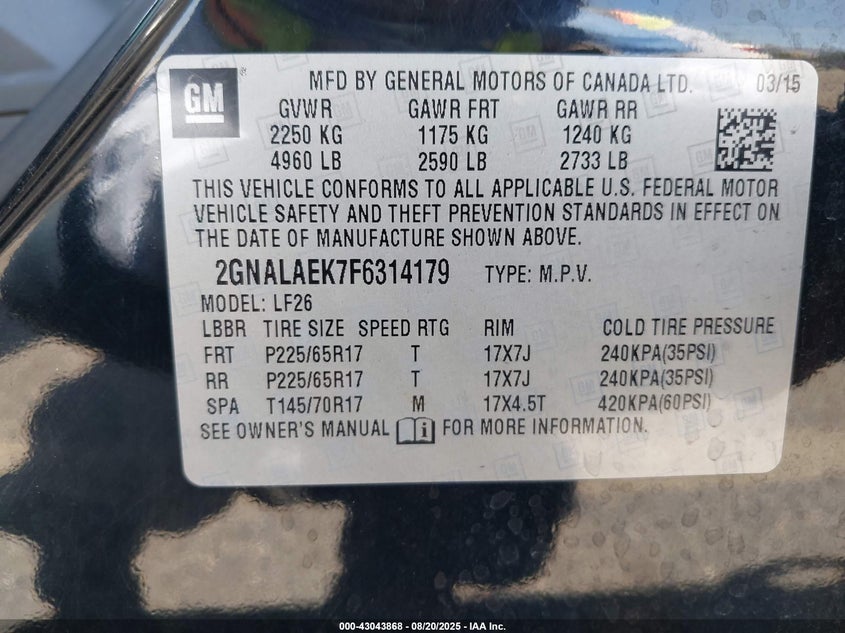 GM ® MFD BY GENERAL MOTORS OF CANADA LTD. 03/15
GVWR GAWR FRT GAWR RR
2250 KG 1175 KG 1240 KG
4960 LB 2590 LB 2733 LB
THIS VEHICLE CONFORMS TO ALL APPLICABLE U.S. FEDERAL MOTOR
VEHICLE SAFETY AND THEFT PREVENTION STANDARDS IN EFFECT ON
THE DATE OF MANUFACTURE SHOWN ABOVE.
2GNALAEK7F6314179 TYPE: M.P.V.
MODEL: LF26
LBBR TIRE SIZE SPEED RTG RIM COLD TIRE PRESSURE
FRT P225/65R17 T 17X7J 240KPA(35PSI)
RR P225/65R17 T 17X7J 240KPA(35PSI)
SPA T145/70R17 M 17X4.5T 420KPA(60PSI)
SEE OWNER'S MANUAL i FOR MORE INFORMATION.
000-43043868 - 08/20/2025 - IAA Inc.